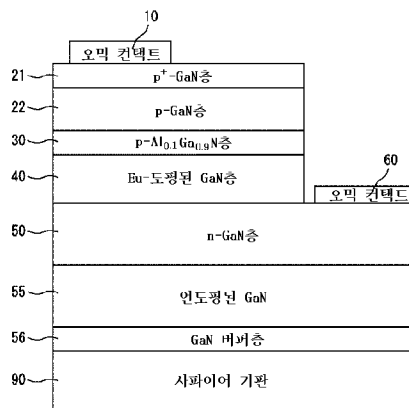 10
오믹 컨택트
21
p⁺-GaN층
22
p-GaN층
30
p-Al₀.₁Ga₀.₉N층
40
Eu-도핑된 GaN층
60
오믹 컨택트
50
n-GaN층
55
언도핑된 GaN
56
GaN 버퍼층
90
사파이어 기판